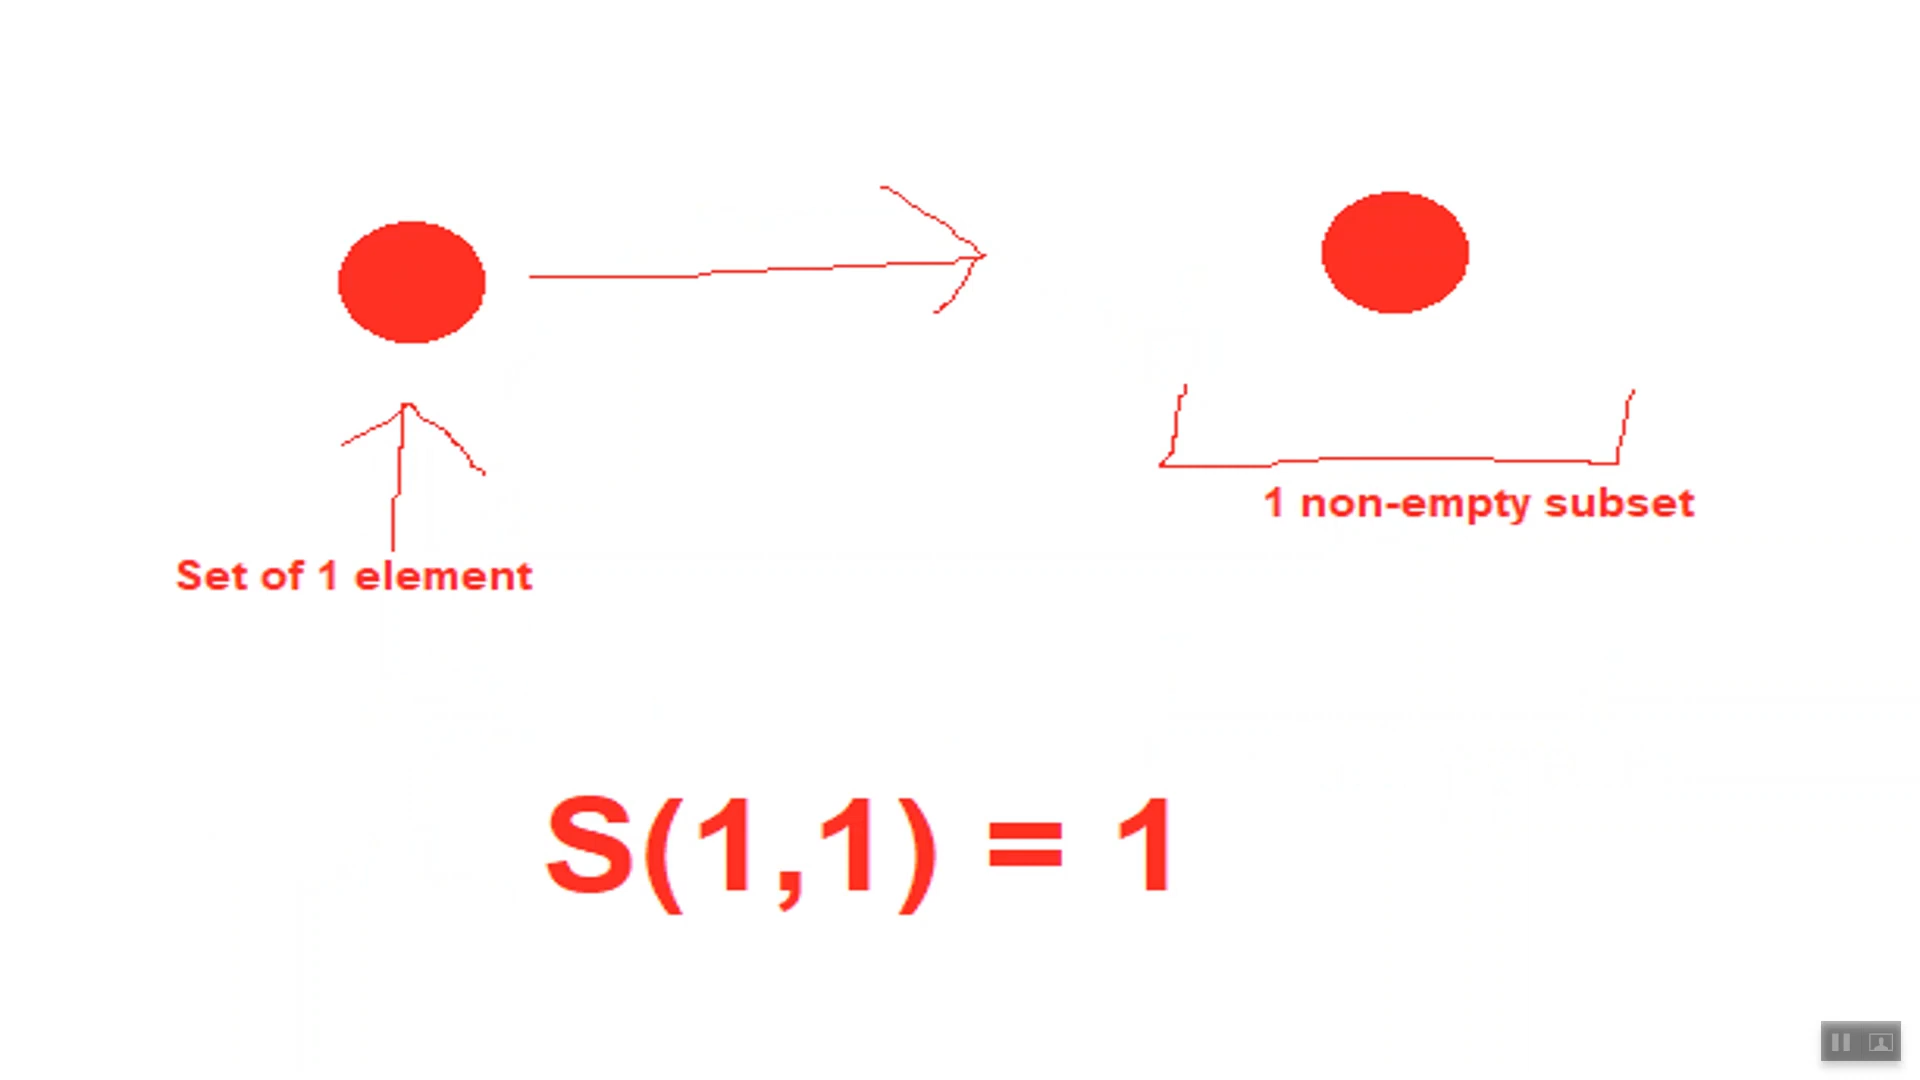 1 non-empty subset
Set of 1 element
S(1,1) = 1